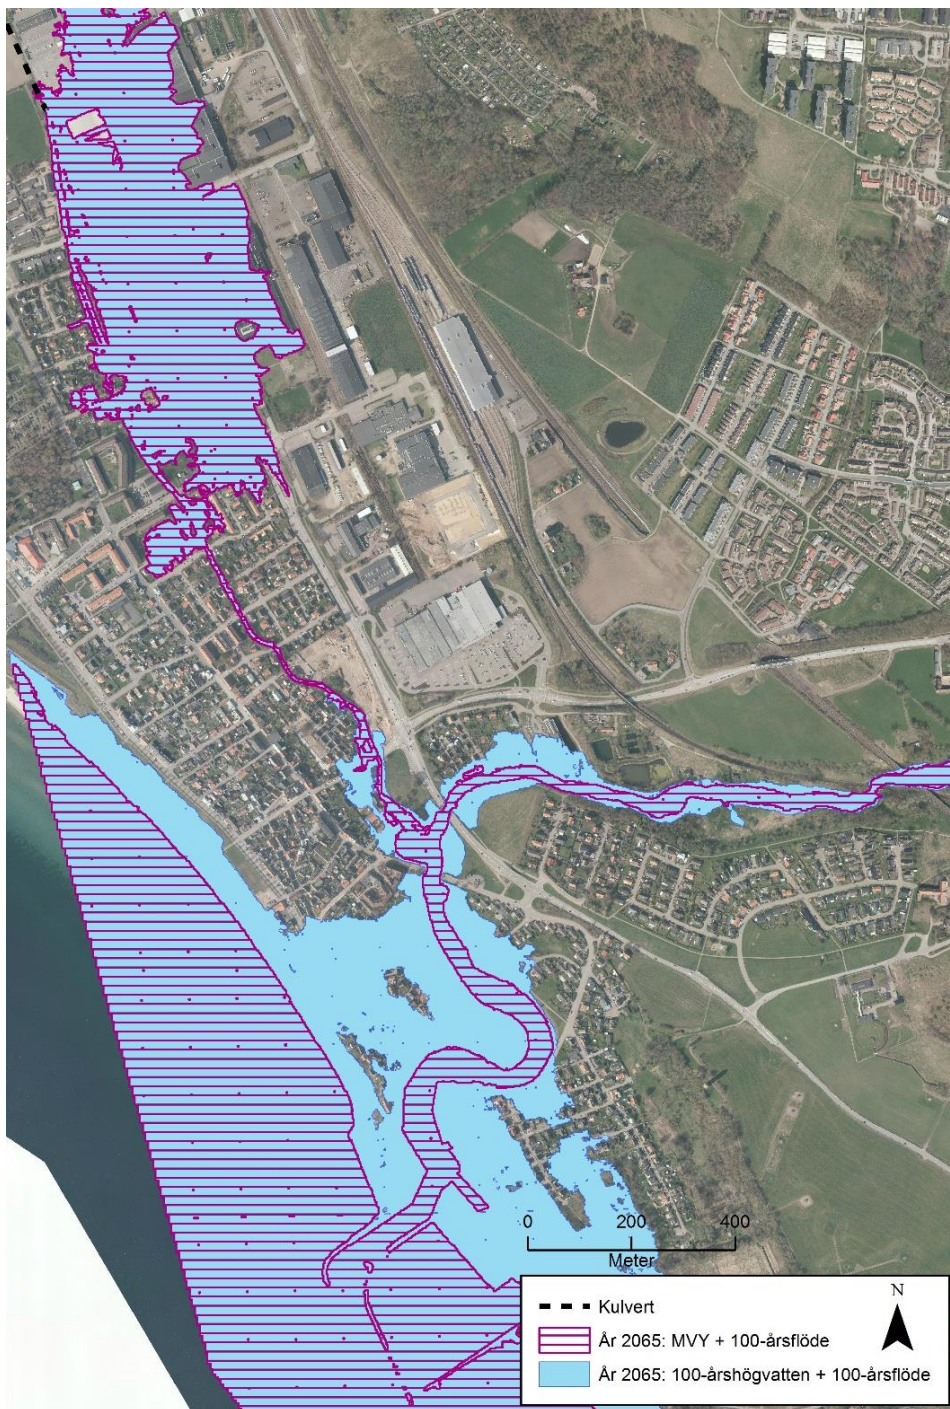 0 200 400
Meter
N
Kulvert
År 2065: MVY + 100-årsflöde
År 2065: 100-årshögvatten + 100-årsflöde